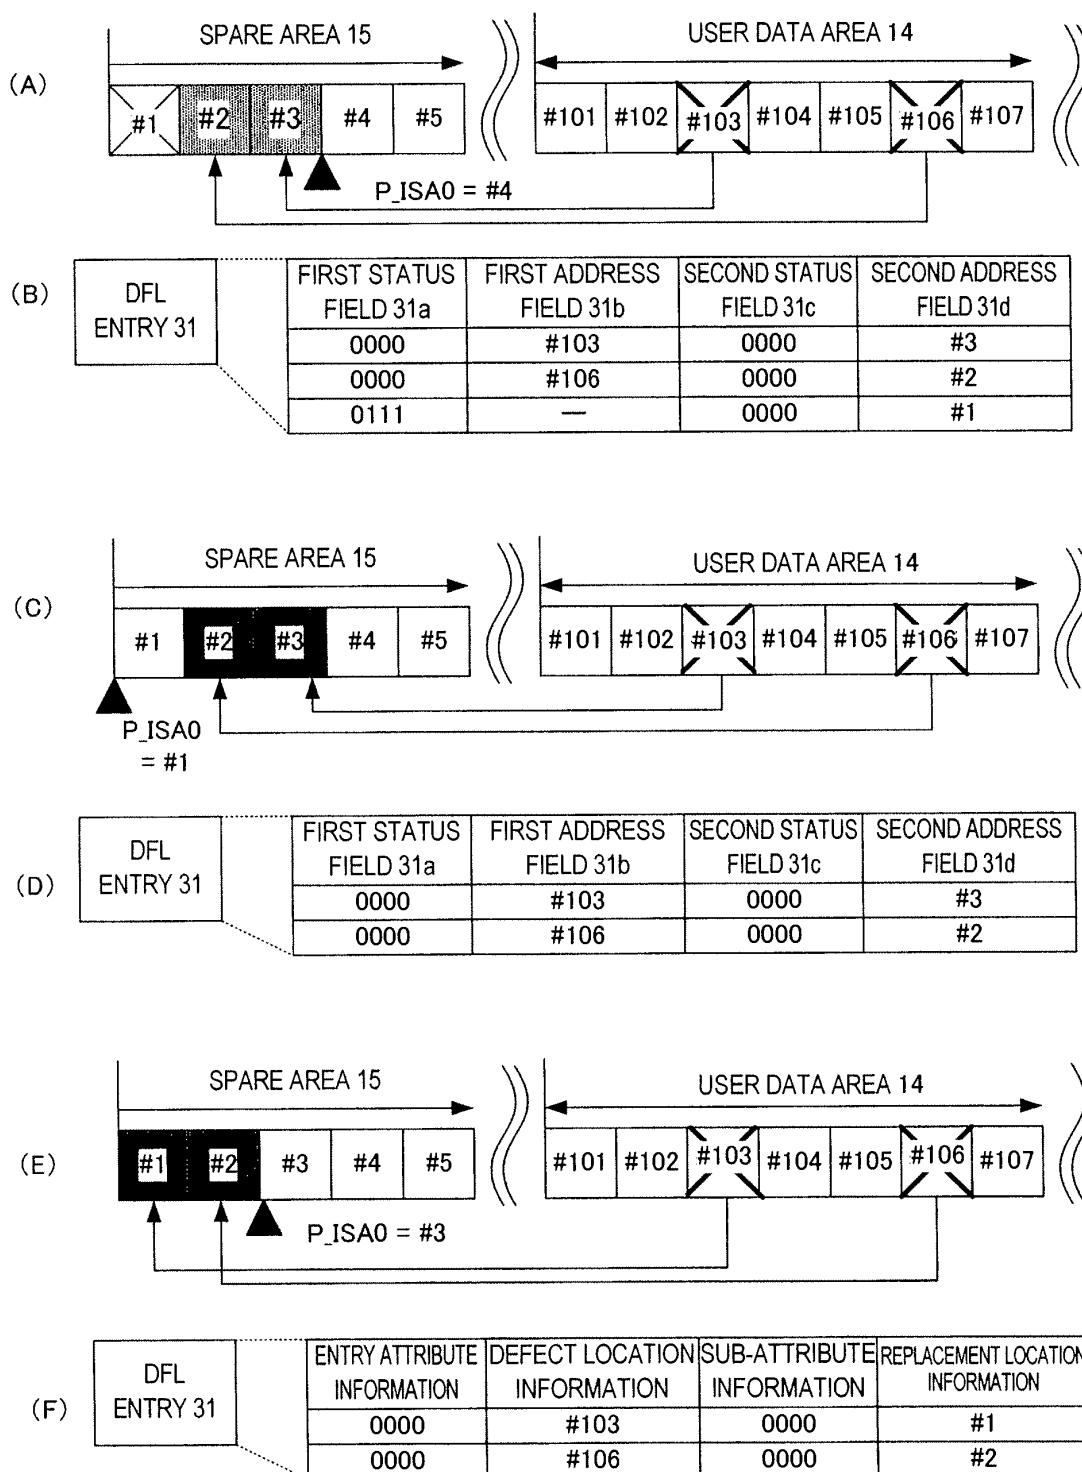 SPARE AREA 15
USER DATA AREA 14
(A)
#1 #2 #3 #4 #5
#101 #102 #103 #104 #105 #106 #107
P_ISA0 = #4
(B)
DFL
ENTRY 31
FIRST STATUS FIELD 31a
FIRST ADDRESS FIELD 31b
SECOND STATUS FIELD 31c
SECOND ADDRESS FIELD 31d
0000 #103 0000 #3
0000 #106 0000 #2
0111 — 0000 #1
SPARE AREA 15
USER DATA AREA 14
(C)
#1 #2 #3 #4 #5
#101 #102 #103 #104 #105 #106 #107
P_ISA0
= #1
(D)
DFL
ENTRY 31
FIRST STATUS FIELD 31a
FIRST ADDRESS FIELD 31b
SECOND STATUS FIELD 31c
SECOND ADDRESS FIELD 31d
0000 #103 0000 #3
0000 #106 0000 #2
SPARE AREA 15
USER DATA AREA 14
(E)
#1 #2 #3 #4 #5
#101 #102 #103 #104 #105 #106 #107
P_ISA0 = #3
(F)
DFL
ENTRY 31
ENTRY ATTRIBUTE INFORMATION
DEFECT LOCATION INFORMATION
SUB-ATTRIBUTE INFORMATION
REPLACEMENT LOCATION INFORMATION
0000 #103 0000 #1
0000 #106 0000 #2